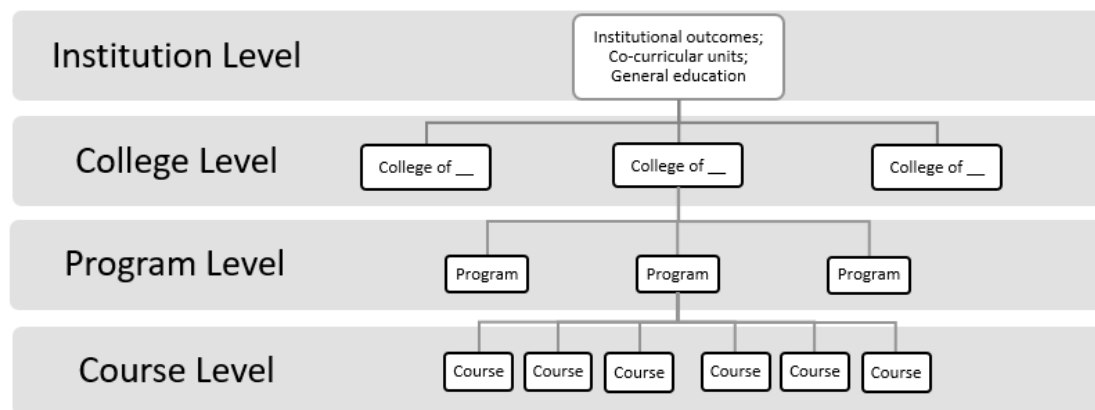 Institution Level
Institutional outcomes;
Co-curricular units;
General education
College Level
College of __
College of __
College of __
Program Level
Program
Program
Program
Course Level
Course
Course
Course
Course
Course
Course